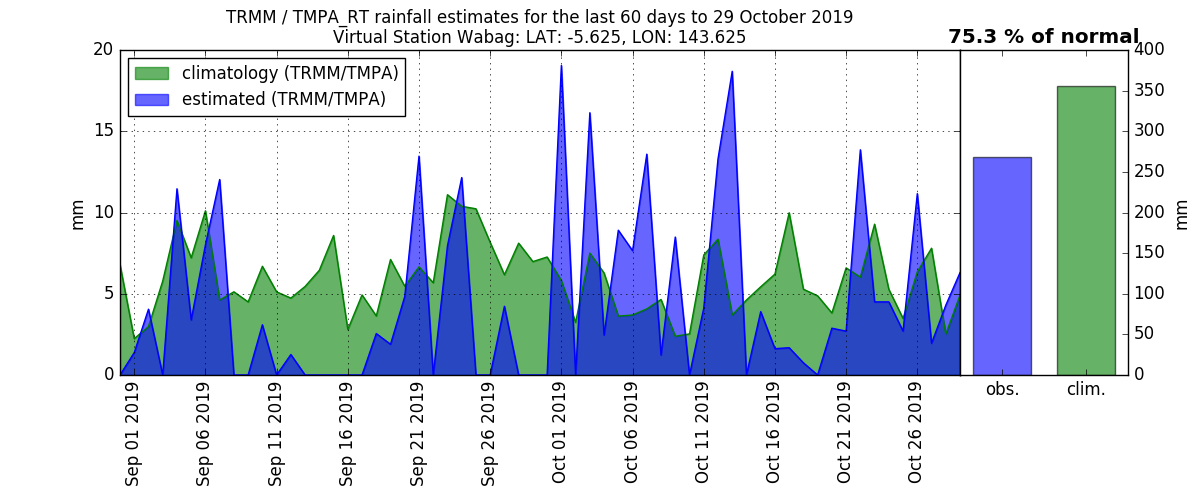 TRMM / TMPA_RT rainfall estimates for the last 60 days to 29 October 2019
Virtual Station Wabag: LAT: -5.625, LON: 143.625
75.3 % of normal
climatology (TRMM/TMPA)
estimated (TRMM/TMPA)
20
15
10
5
0
mm
400
350
300
250
200
150
100
50
0
mm
Sep 01 2019
Sep 06 2019
Sep 11 2019
Sep 16 2019
Sep 21 2019
Sep 26 2019
Oct 01 2019
Oct 06 2019
Oct 11 2019
Oct 16 2019
Oct 21 2019
Oct 26 2019
obs.
clim.